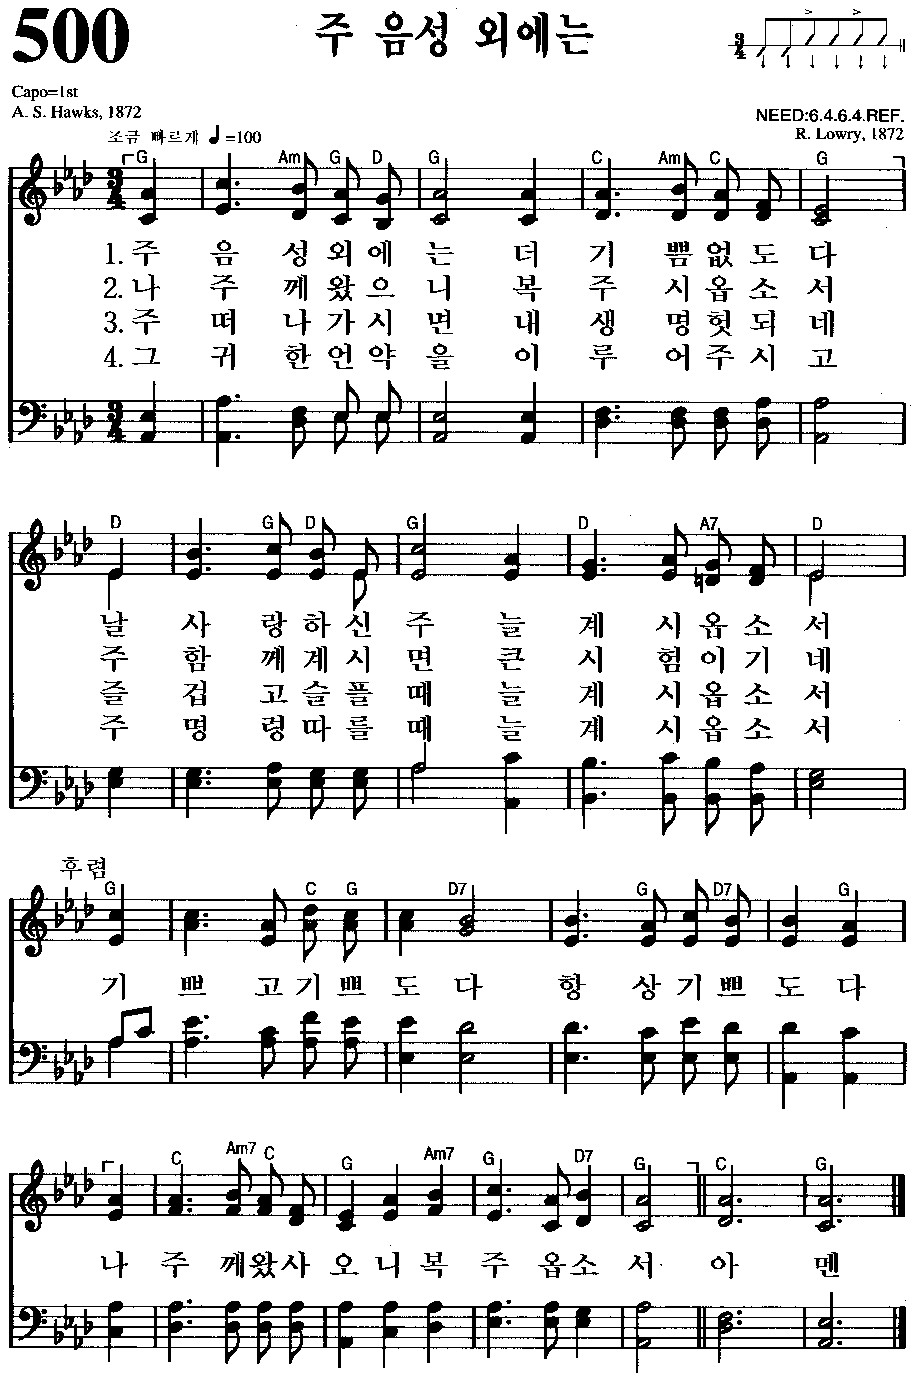 500 주 음성 외에는
Capo=1st
A. S. Hawks, 1872
NEED:6.4.6.4.REF.
R. Lowry, 1872
조금 빠르게 ♩=100
G Am G D G C Am C G
1. 주 음 성 외 에 는 더 기 쁨 없 도 다
2. 나 주 께 왔 으 니 복 주 시 옵 소 서
3. 주 떠 나 가 시 면 내 생 명 헛 되 네
4. 그 귀 한 언 약 을 이 루 어 주 시 고
D G D G D A7 D
날 사 랑 하 신 주 늘 계 시 옵 소 서
주 함 께 계 시 면 큰 시 험 이 기 네
즐 겁 고 슬 플 때 늘 계 시 옵 소 서
주 명 령 따 를 때 늘 계 시 옵 소 서
후렴
G C G D7 G D7 G
기 쁘 고 기 쁘 도 다 항 상 기 쁘 도 다
C Am7 C G Am7 G D7 G C G
나 주 께 왔 사 오 니 복 주 옵 소 서 아 멘